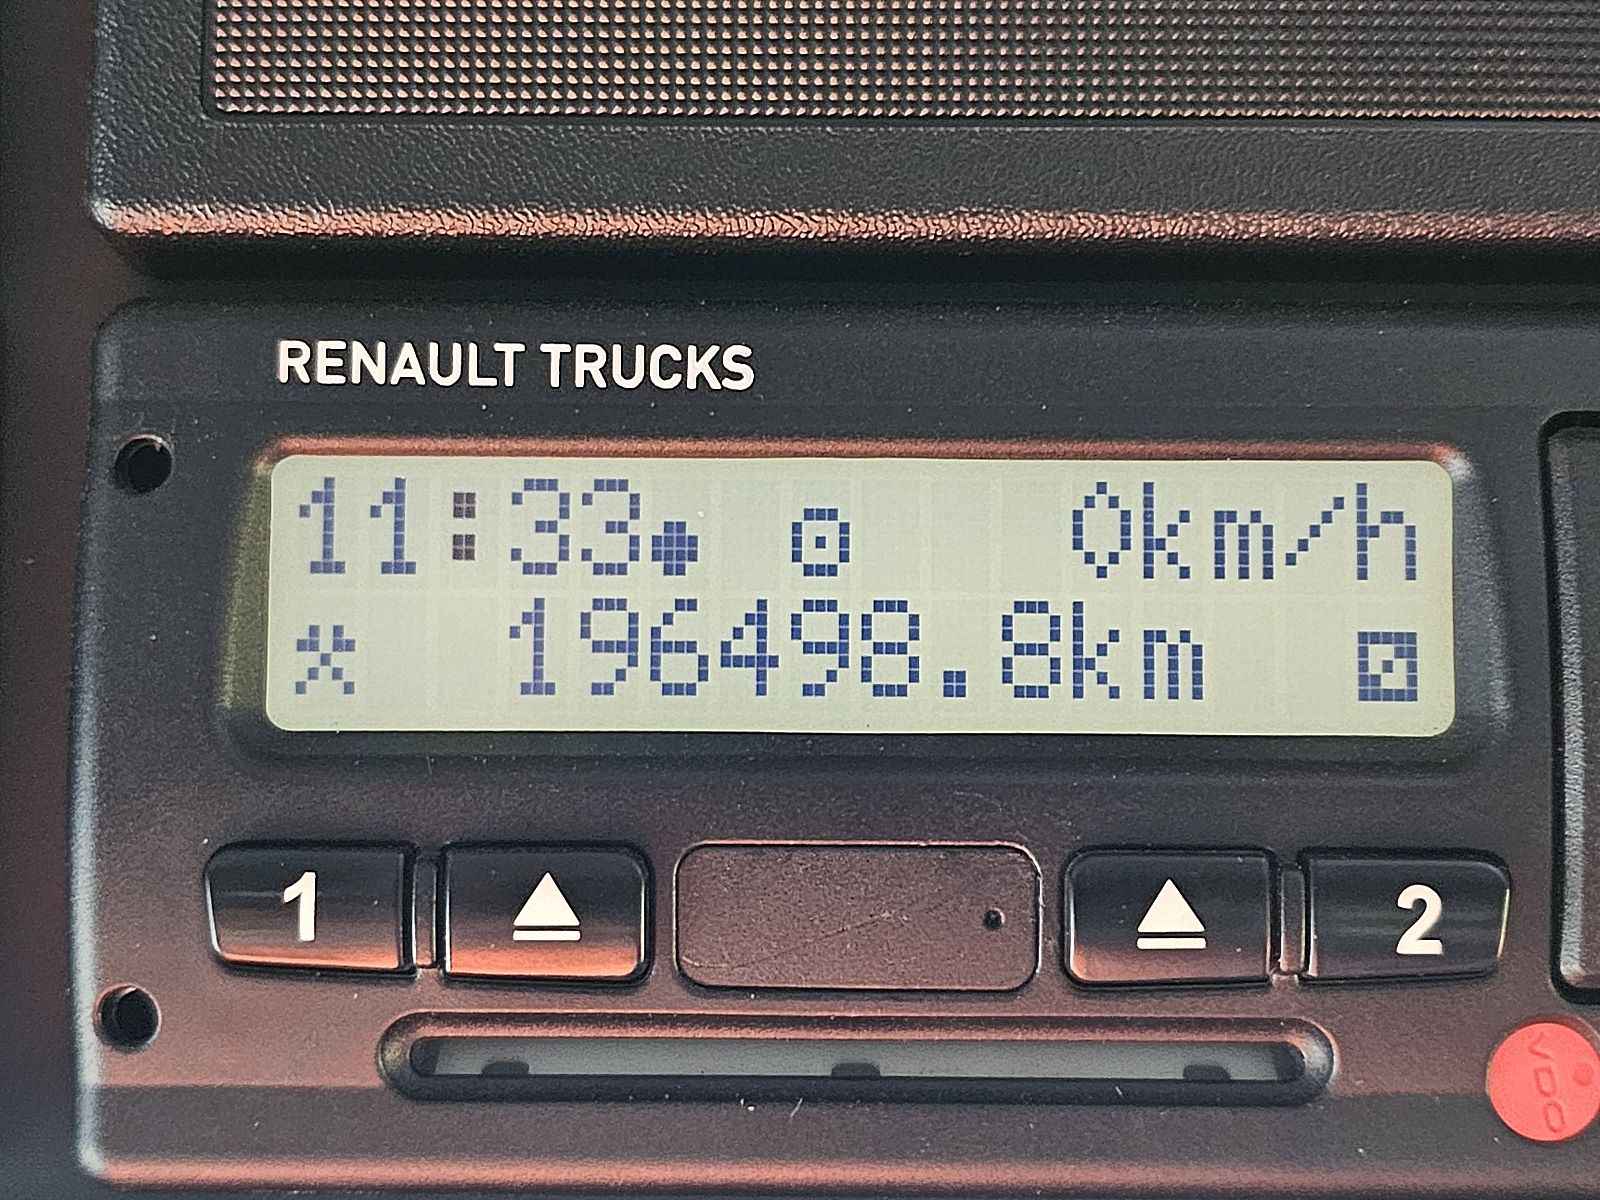 RENAULT TRUCKS
11:33 0km/h
196498.8km
1 2
VDO